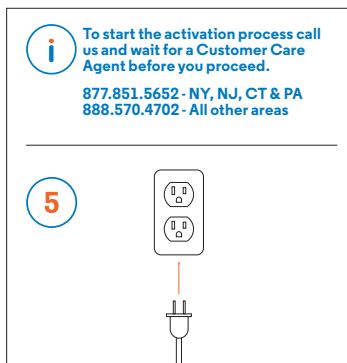 i
To start the activation process call
us and wait for a Customer Care
Agent before you proceed.
877.851.5652 - NY, NJ, CT & PA
888.570.4702 - All other areas
5